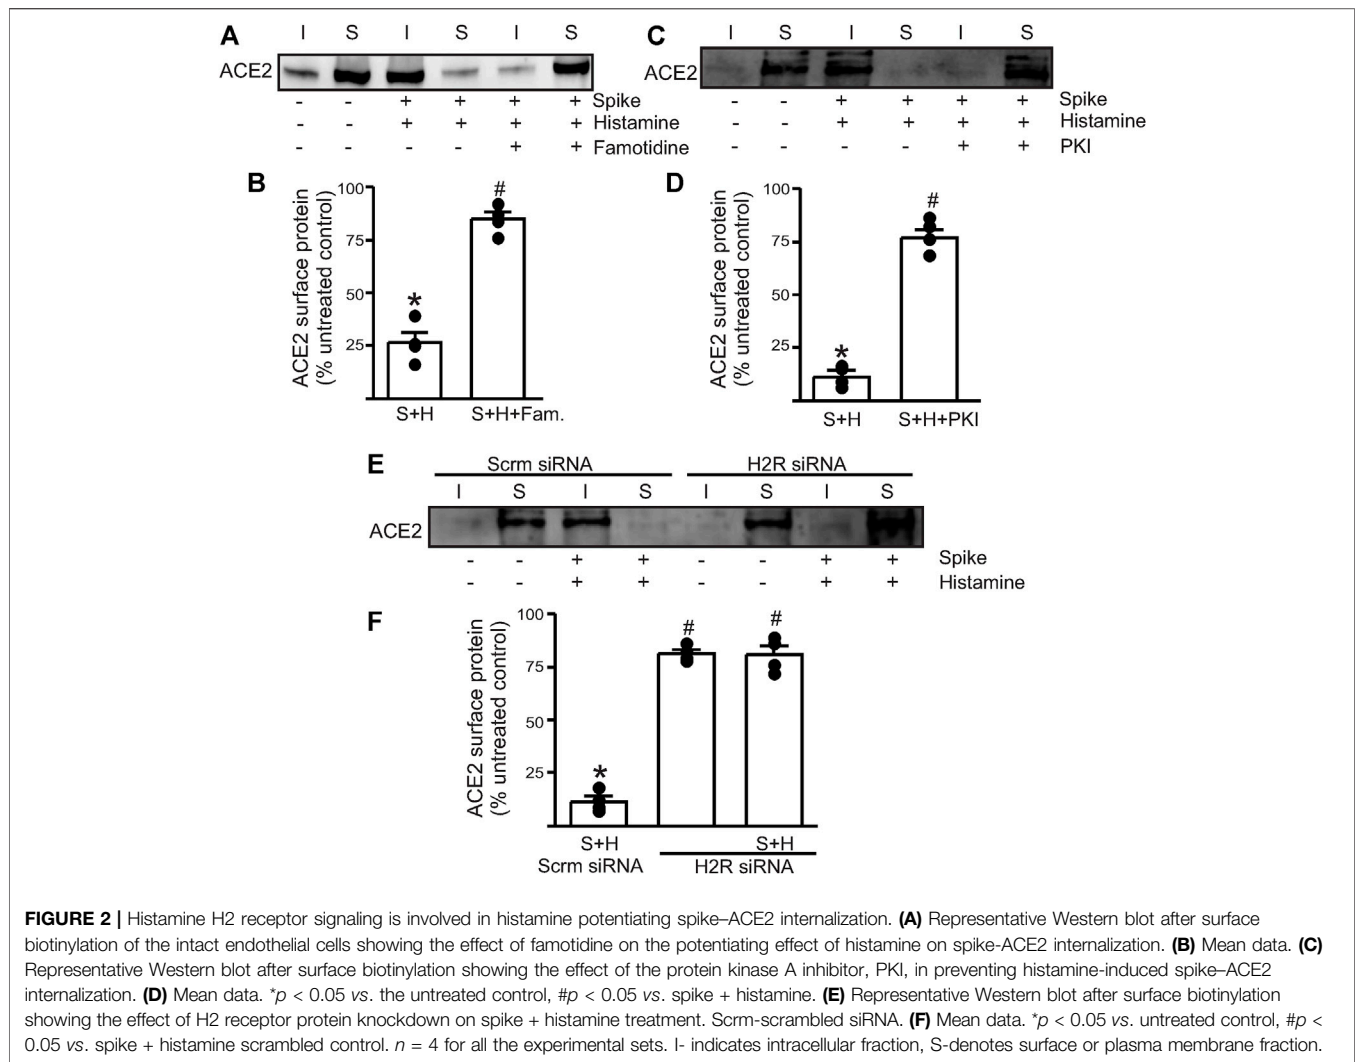 A I S I S I S
ACE2
- - + + + + Spike
- - + + + + Histamine
- - - - + + Famotidine
C I S I S I S
ACE2
- - + + + + Spike
- - + + + + Histamine
- - - - + + PKI
B
ACE2 surface protein
(% untreated control)
100
75
50
25
*
#
S+H S+H+Fam.
D
ACE2 surface protein
(% untreated control)
100
75
50
25
*
#
S+H S+H+PKI
E Scrm siRNA H2R siRNA
I S I S I S I S
ACE2
- - + + - - + + Spike
- - + + - - + + Histamine
F
ACE2 surface protein
(% untreated control)
100
75
50
25
*
# #
S+H S+H
Scrm siRNA H2R siRNA
FIGURE 2 | Histamine H2 receptor signaling is involved in histamine potentiating spike–ACE2 internalization. (A) Representative Western blot after surface
biotinylation of the intact endothelial cells showing the effect of famotidine on the potentiating effect of histamine on spike-ACE2 internalization. (B) Mean data. (C)
Representative Western blot after surface biotinylation showing the effect of the protein kinase A inhibitor, PKI, in preventing histamine-induced spike–ACE2
internalization. (D) Mean data. *p < 0.05 vs. the untreated control, #p < 0.05 vs. spike + histamine. (E) Representative Western blot after surface biotinylation
showing the effect of H2 receptor protein knockdown on spike + histamine treatment. Scrm-scrambled siRNA. (F) Mean data. *p < 0.05 vs. untreated control, #p <
0.05 vs. spike + histamine scrambled control. n = 4 for all the experimental sets. I- indicates intracellular fraction, S-denotes surface or plasma membrane fraction.